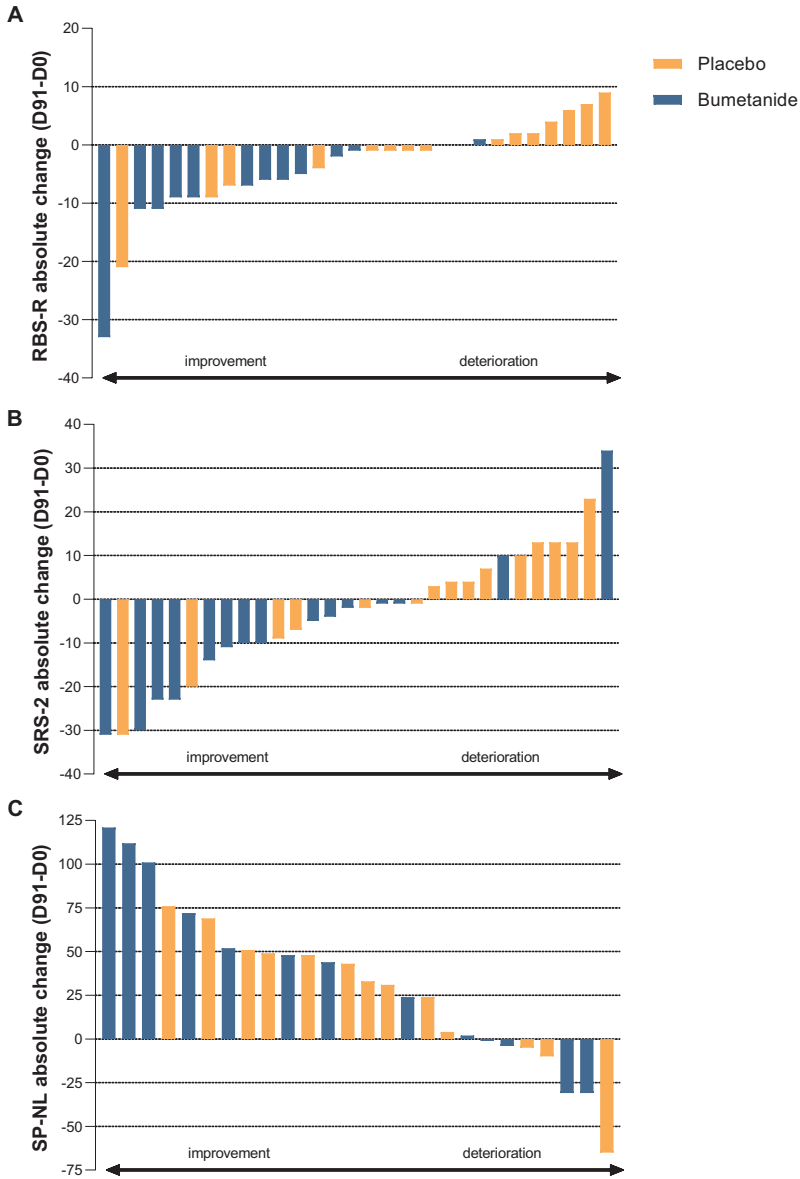 A
RBS-R absolute change (D91-D0)
20
10
0
-10
-20
-30
-40
improvement
deterioration
Placebo
Bumetanide
B
SRS-2 absolute change (D91-D0)
40
30
20
10
0
-10
-20
-30
-40
improvement
deterioration
C
SP-NL absolute change (D91-D0)
125
100
75
50
25
0
-25
-50
-75
improvement
deterioration